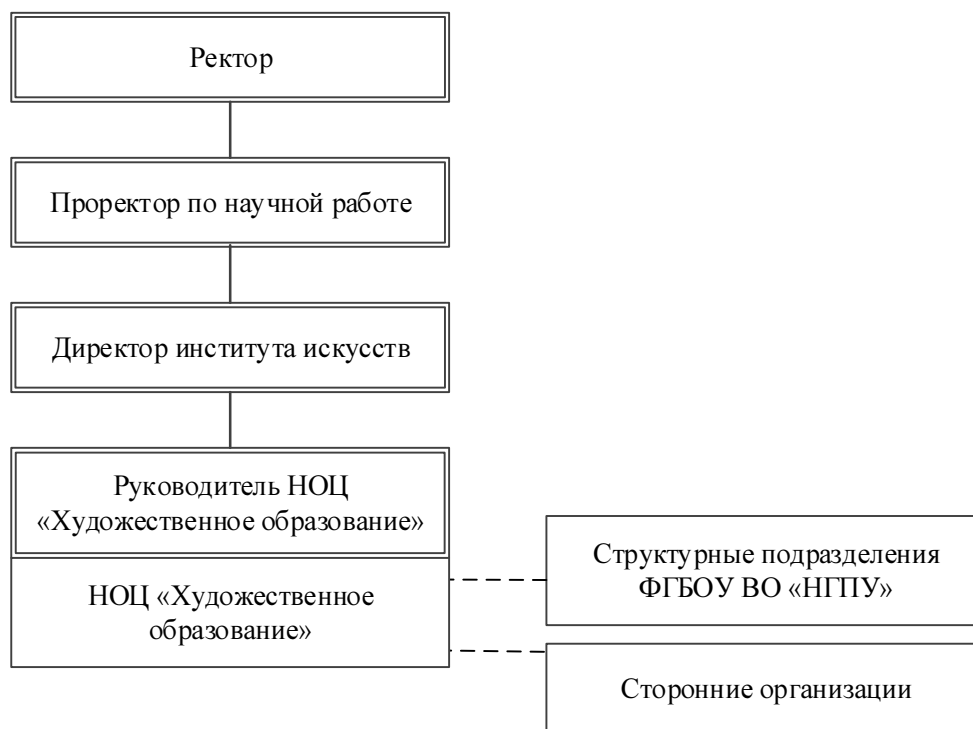 Ректор
Проректор по научной работе
Директор института искусств
Руководитель НОЦ
«Художественное образование»
НОЦ «Художественное
образование»
Структурные подразделения
ФГБОУ ВО «НГПУ»
Сторонние организации